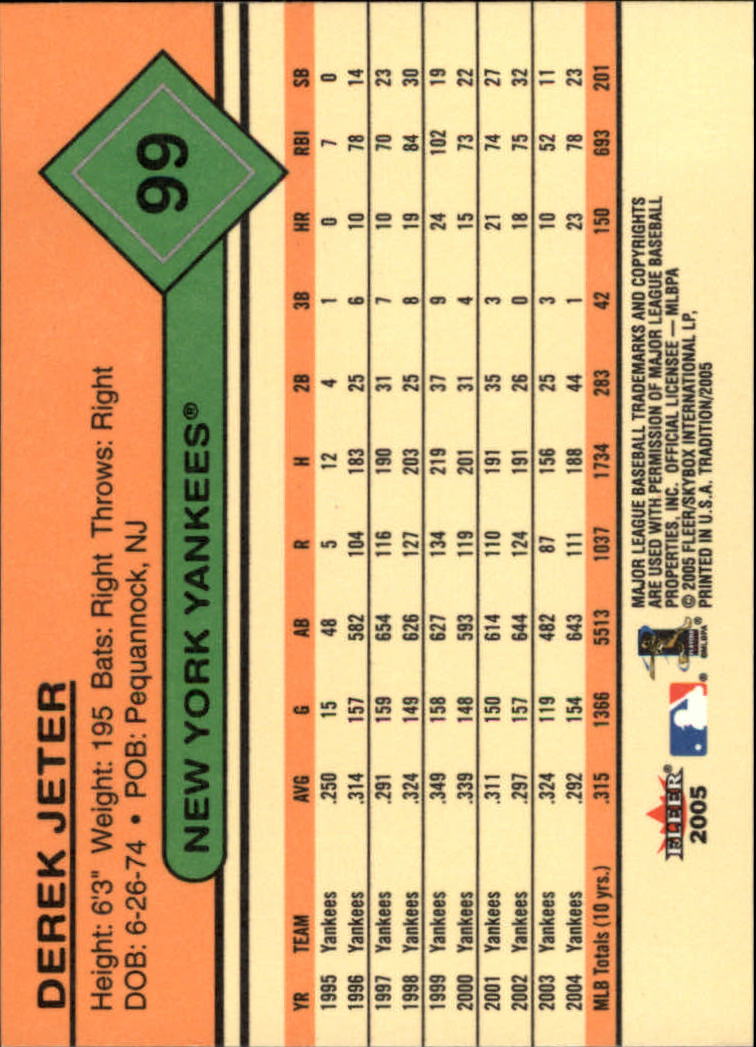 DEREK JETER
Height: 6'3" Weight: 195 Bats: Right Throws: Right
DOB: 6-26-74 • POB: Pequannock, NJ
99
NEW YORK YANKEES®
YR TEAM AVG G AB R H 2B 3B HR RBI SB
1995 Yankees .250 15 48 5 12 4 1 0 7 0
1996 Yankees .314 157 582 104 183 25 6 10 78 14
1997 Yankees .291 159 654 116 190 31 7 10 70 23
1998 Yankees .324 149 626 127 203 25 8 19 84 30
1999 Yankees .349 158 627 134 219 37 9 24 102 19
2000 Yankees .339 148 593 119 201 31 4 15 73 22
2001 Yankees .311 150 614 110 191 35 3 21 74 27
2002 Yankees .297 157 644 124 191 26 0 18 75 32
2003 Yankees .324 119 482 87 156 25 3 10 52 11
2004 Yankees .292 154 643 111 188 44 1 23 78 23
MLB Totals (10 yrs.) .315 1366 5513 1037 1734 283 42 150 693 201
FLEER®
2005
®
®
©MLBPA
MAJOR LEAGUE BASEBALL TRADEMARKS AND COPYRIGHTS
ARE USED WITH PERMISSION OF MAJOR LEAGUE BASEBALL
PROPERTIES, INC. OFFICIAL LICENSEE — MLBPA
© 2005 FLEER/SKYBOX INTERNATIONAL LP,
PRINTED IN U.S.A. TRADITION/2005